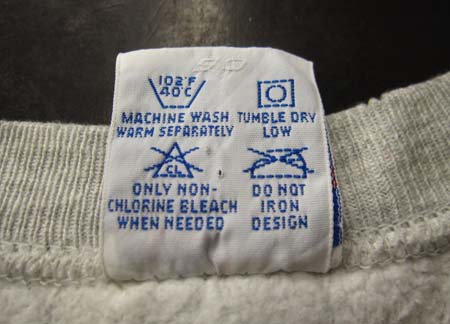 102°F
40°C
MACHINE WASH
WARM SEPARATELY
TUMBLE DRY
LOW
CL
ONLY NON-
CHLORINE BLEACH
WHEN NEEDED
DO NOT
IRON
DESIGN